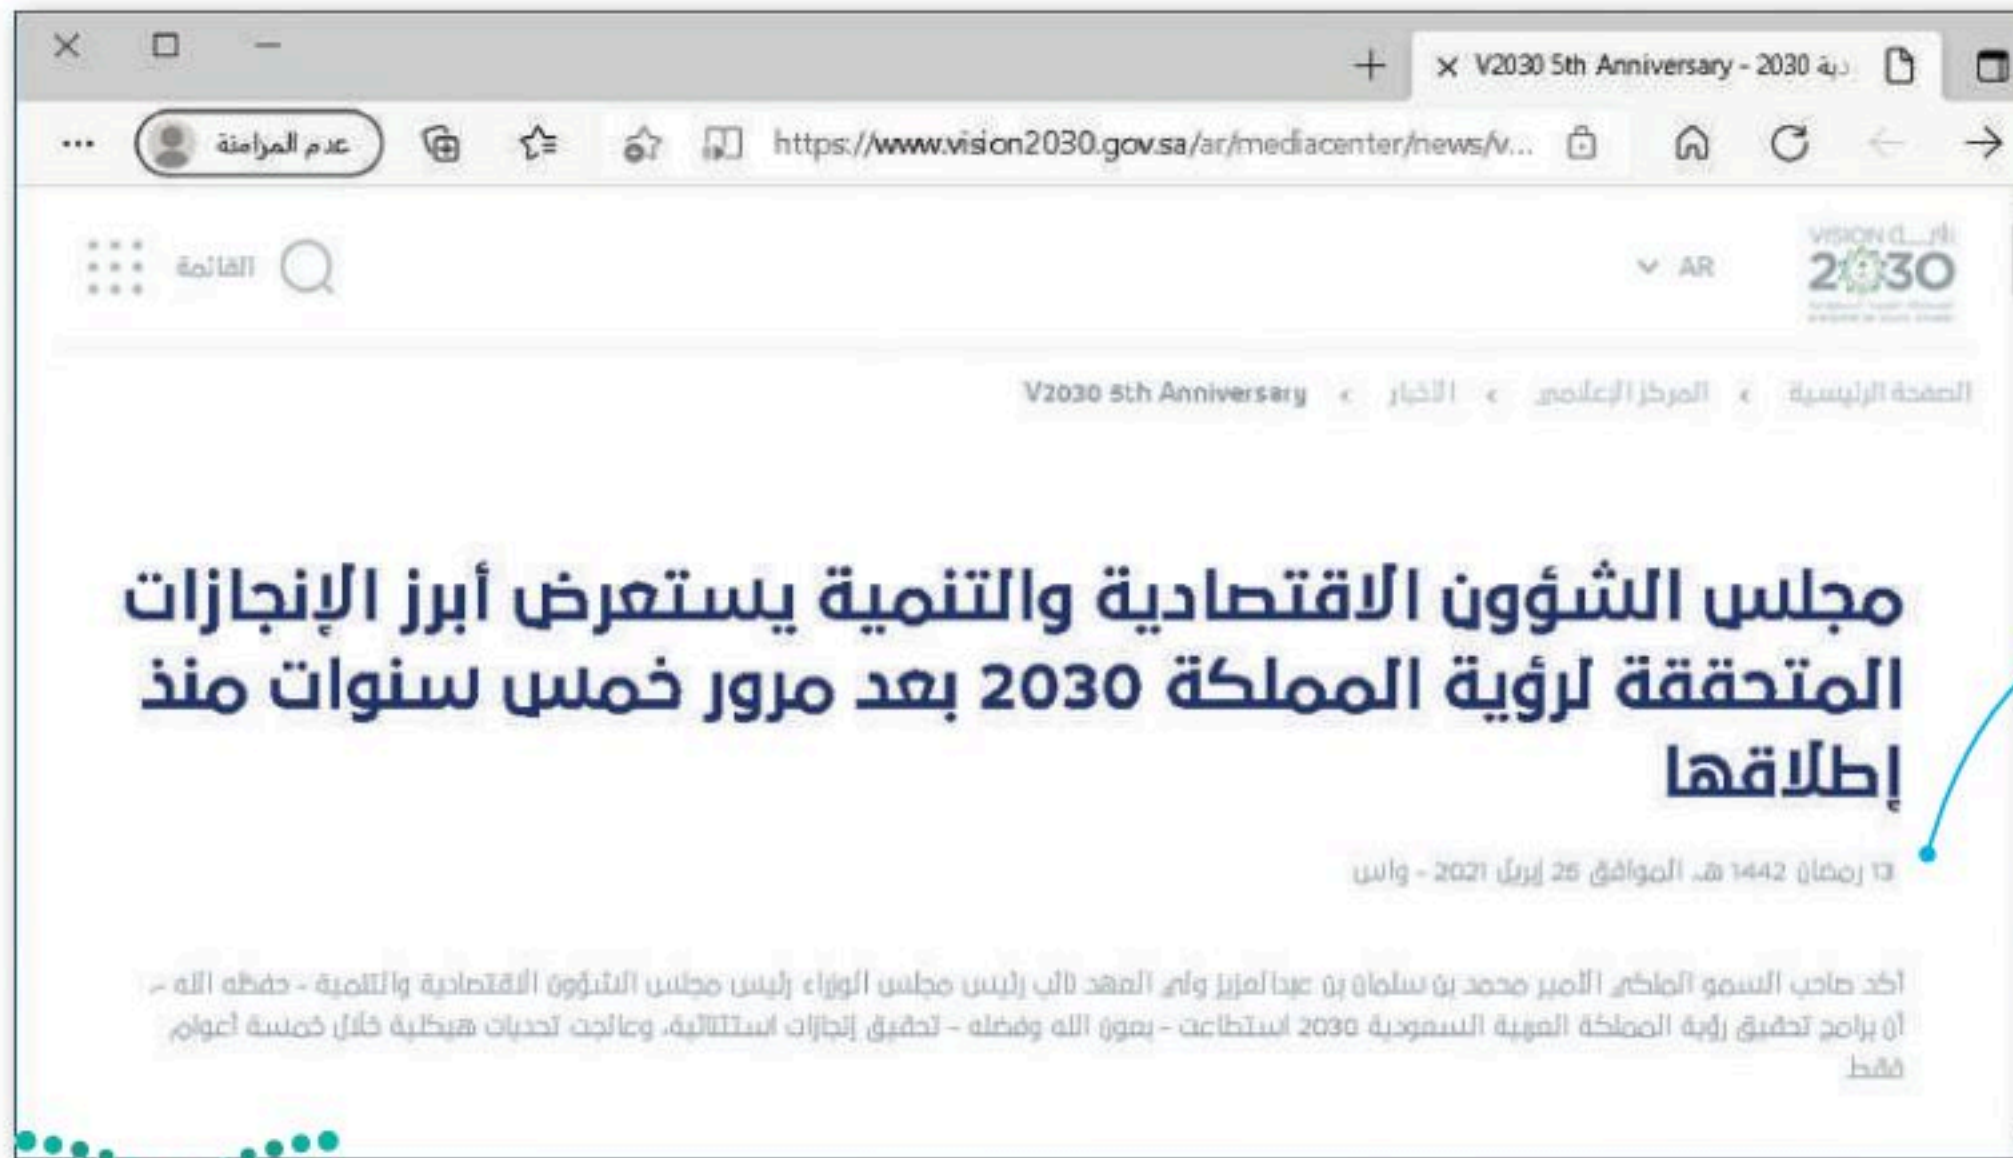 V2030 5th Anniversary - 2030 دية
https://www.vision2030.gov.sa/ar/mediacenter/news/v...
عدم المزامنة
VISION رؤيـــة
2030
AR
القائمة
الصفحة الرئيسية › المركز الإعلامي › الأخبار › V2030 5th Anniversary
مجلس الشؤون الاقتصادية والتنمية يستعرض أبرز الإنجازات
المتحققة لرؤية المملكة 2030 بعد مرور خمس سنوات منذ
إطلاقها
13 رمضان 1442 هـ الموافق 25 إبريل 2021 - واس
أكد صاحب السمو الملكي الأمير محمد بن سلمان بن عبدالعزيز ولي العهد نائب رئيس مجلس الوزراء رئيس مجلس الشؤون الاقتصادية والتنمية - حفظه الله -
أن برامج تحقيق رؤية المملكة العربية السعودية 2030 استطاعت - بعون الله وفضله - تحقيق إنجازات استثنائية، وعالجت تحديات هيكلية خلال خمسة أعوام
فقط